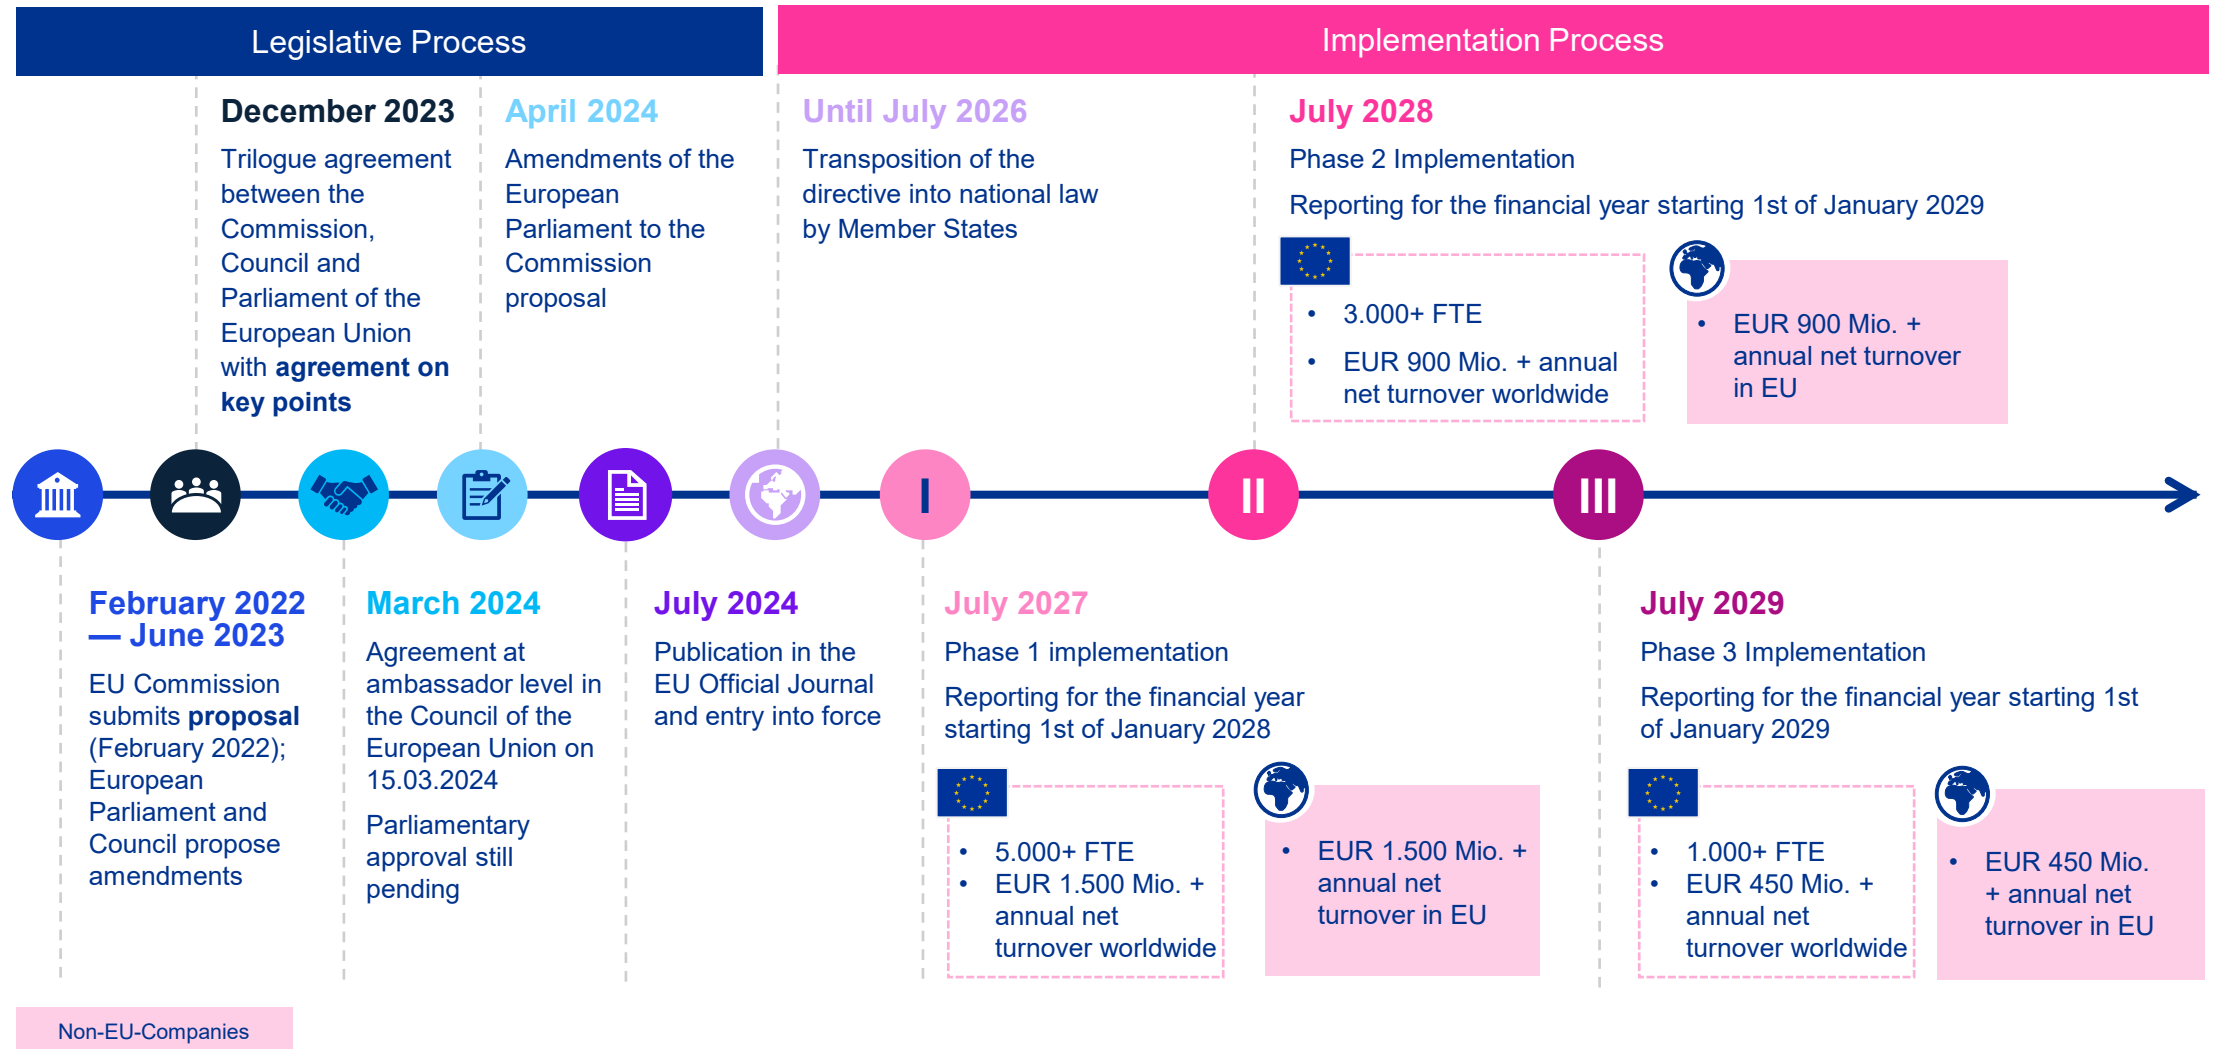 Legislative Process
Implementation Process
December 2023
Trilogue agreement
between the
Commission,
Council and
Parliament of the
European Union
with agreement on
key points
April 2024
Amendments of the
European
Parliament to the
Commission
proposal
Until July 2026
Transposition of the
directive into national law
by Member States
July 2028
Phase 2 Implementation
Reporting for the financial year starting 1st of January 2029
• 3.000+ FTE
• EUR 900 Mio. + annual
net turnover worldwide
• EUR 900 Mio. +
annual net turnover
in EU
I
II
III
February 2022
— June 2023
EU Commission
submits proposal
(February 2022);
European
Parliament and
Council propose
amendments
March 2024
Agreement at
ambassador level in
the Council of the
European Union on
15.03.2024
Parliamentary
approval still
pending
July 2024
Publication in the
EU Official Journal
and entry into force
July 2027
Phase 1 implementation
Reporting for the financial year
starting 1st of January 2028
• 5.000+ FTE
• EUR 1.500 Mio. +
annual net
turnover worldwide
• EUR 1.500 Mio. +
annual net
turnover in EU
July 2029
Phase 3 Implementation
Reporting for the financial year starting 1st
of January 2029
• 1.000+ FTE
• EUR 450 Mio. +
annual net
turnover worldwide
• EUR 450 Mio.
+ annual net
turnover in EU
Non-EU-Companies